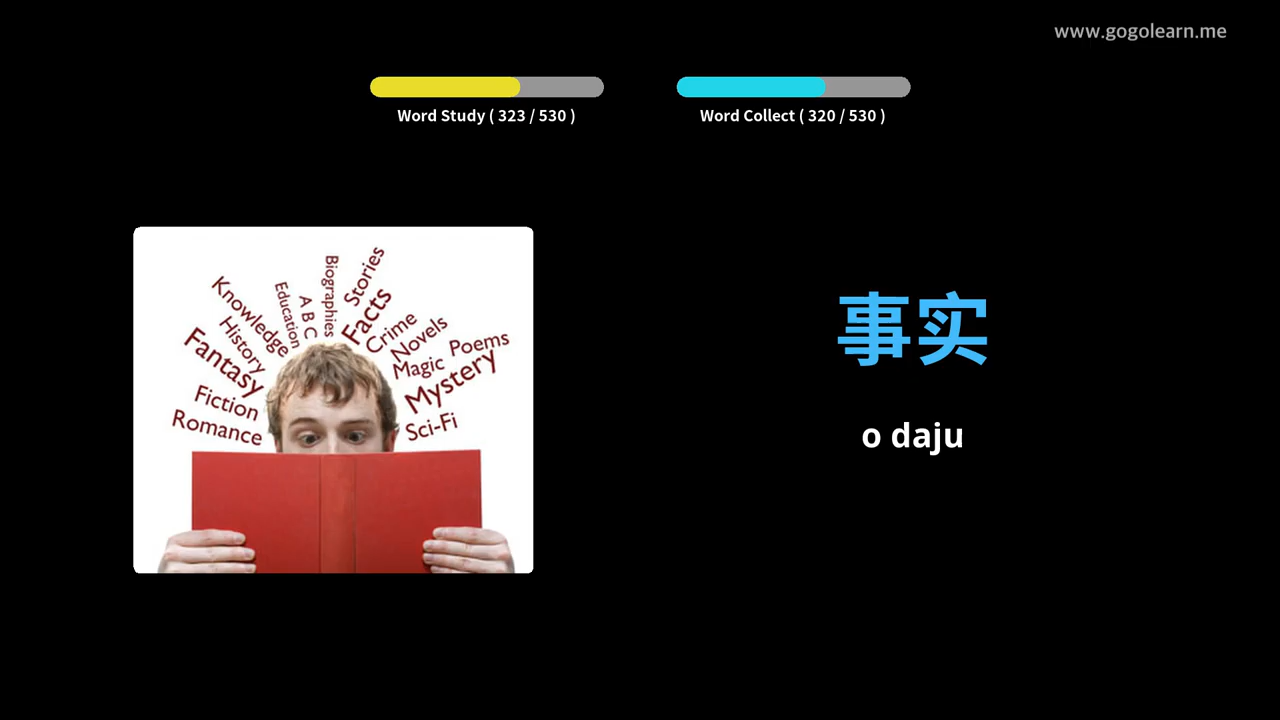 www.gogolearn.me
Word Study ( 323 / 530 )
Word Collect ( 320 / 530 )
Knowledge
History
Fantasy
Fiction
Romance
Education
A B C
Biographies
Stories
Facts
Crime
Novels
Magic
Poems
Mystery
Sci-Fi
事实
o daju